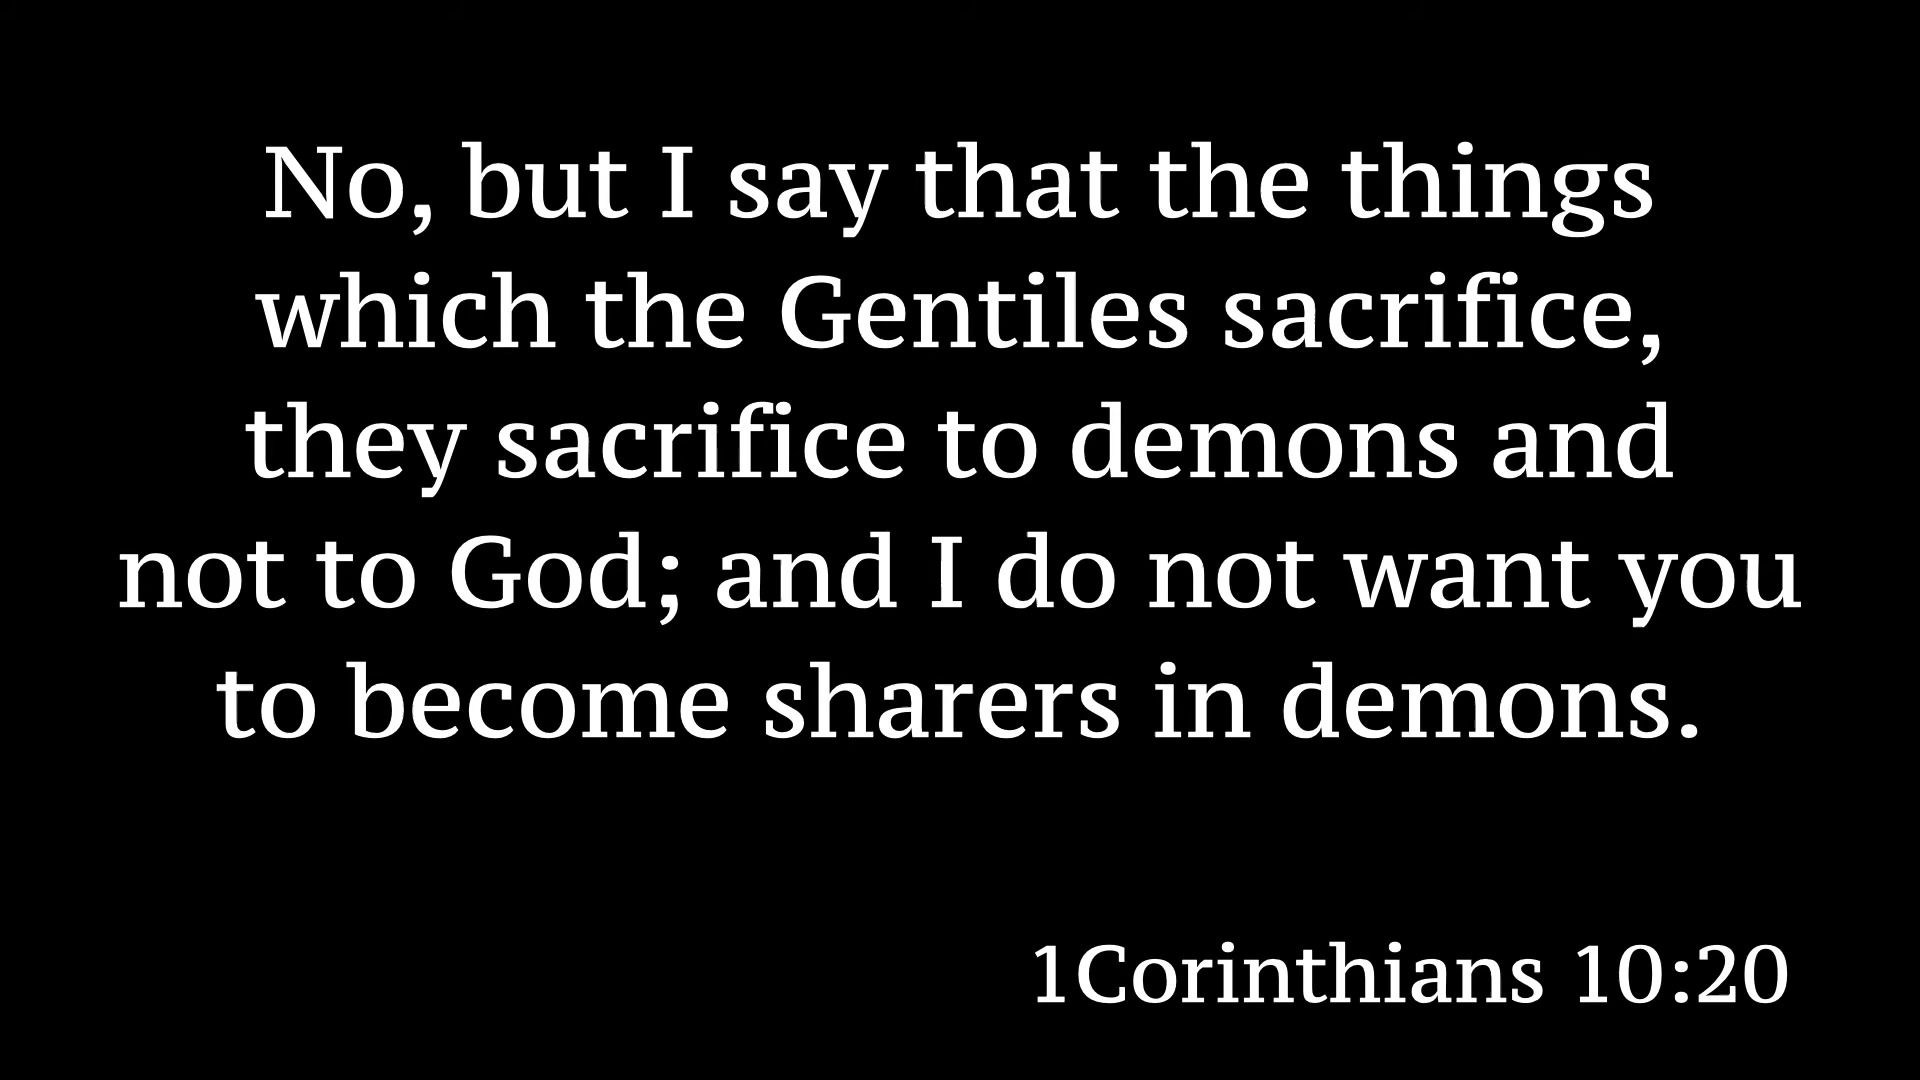 No, but I say that the things
which the Gentiles sacrifice,
they sacrifice to demons and
not to God; and I do not want you
to become sharers in demons.
1Corinthians 10:20